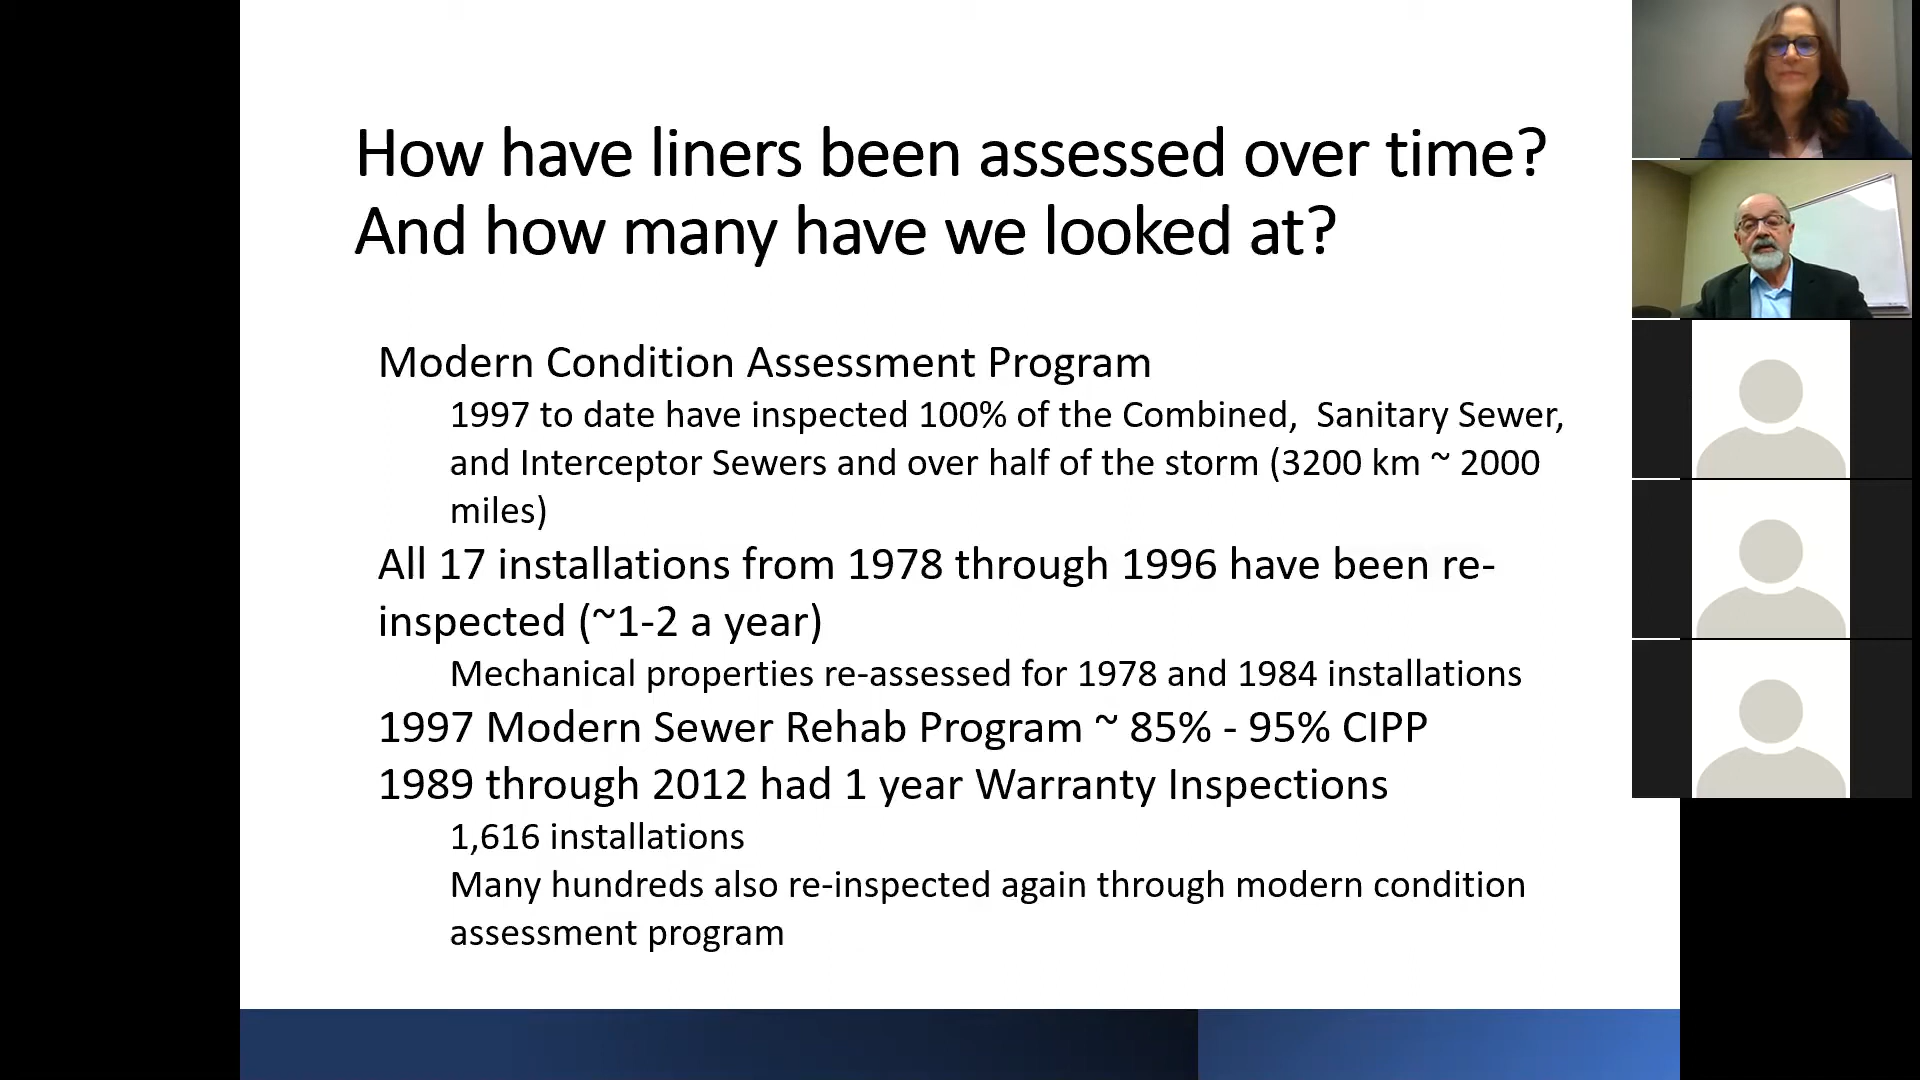 How have liners been assessed over time?
And how many have we looked at?
Modern Condition Assessment Program
1997 to date have inspected 100% of the Combined,  Sanitary Sewer,
and Interceptor Sewers and over half of the storm (3200 km ~ 2000
miles)
All 17 installations from 1978 through 1996 have been re-
inspected (~1-2 a year)
Mechanical properties re-assessed for 1978 and 1984 installations
1997 Modern Sewer Rehab Program ~ 85% - 95% CIPP
1989 through 2012 had 1 year Warranty Inspections
1,616 installations
Many hundreds also re-inspected again through modern condition
assessment program